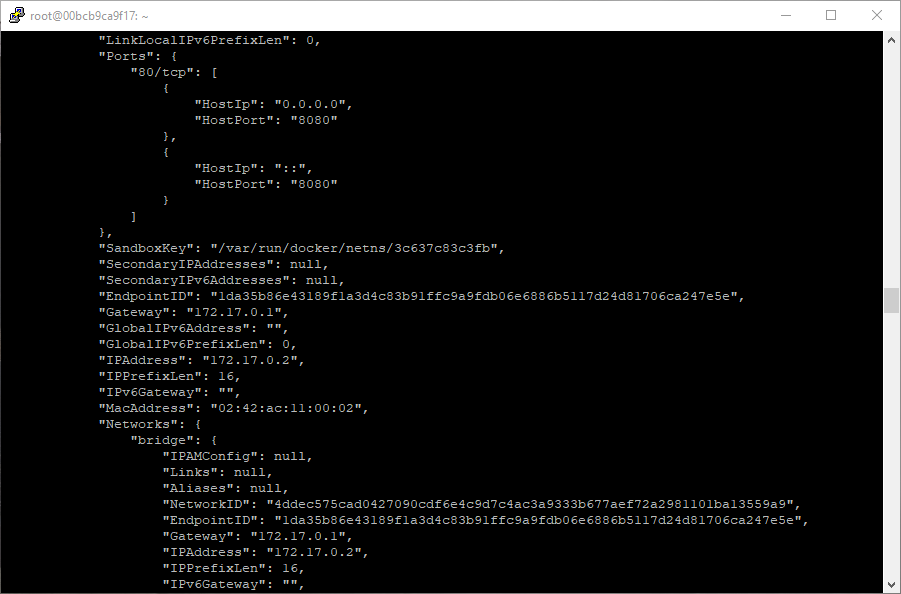 root@00bcb9ca9f17: ~
"LinkLocalIPv6PrefixLen": 0,
"Ports": {
"80/tcp": [
{
"HostIp": "0.0.0.0",
"HostPort": "8080"
},
{
"HostIp": "::",
"HostPort": "8080"
}
]
},
"SandboxKey": "/var/run/docker/netns/3c637c83c3fb",
"SecondaryIPAddresses": null,
"SecondaryIPv6Addresses": null,
"EndpointID": "1da35b86e43189f1a3d4c83b91ffc9a9fdb06e6886b5117d24d81706ca247e5e",
"Gateway": "172.17.0.1",
"GlobalIPv6Address": "",
"GlobalIPv6PrefixLen": 0,
"IPAddress": "172.17.0.2",
"IPPrefixLen": 16,
"IPv6Gateway": "",
"MacAddress": "02:42:ac:11:00:02",
"Networks": {
"bridge": {
"IPAMConfig": null,
"Links": null,
"Aliases": null,
"NetworkID": "4ddec575cad0427090cdf6e4c9d7c4ac3a9333b677aef72a2981101ba13559a9",
"EndpointID": "1da35b86e43189f1a3d4c83b91ffc9a9fdb06e6886b5117d24d81706ca247e5e",
"Gateway": "172.17.0.1",
"IPAddress": "172.17.0.2",
"IPPrefixLen": 16,
"IPv6Gateway": "",